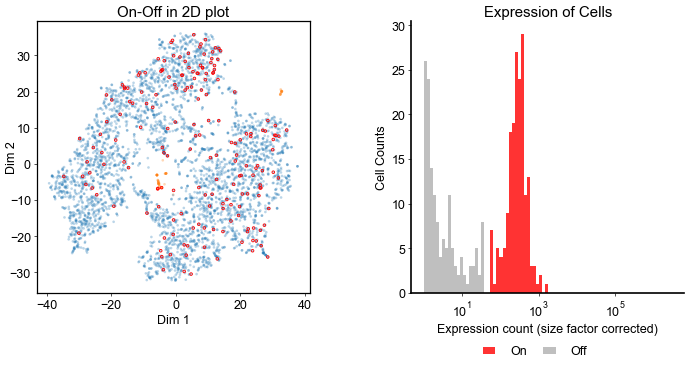 On-Off in 2D plot
Dim 2
30
20
10
0
−10
−20
−30
−40 −20 0 20 40
Dim 1
Expression of Cells
Cell Counts
30
25
20
15
10
5
0
10^1 10^3 10^5
Expression count (size factor corrected)
On Off